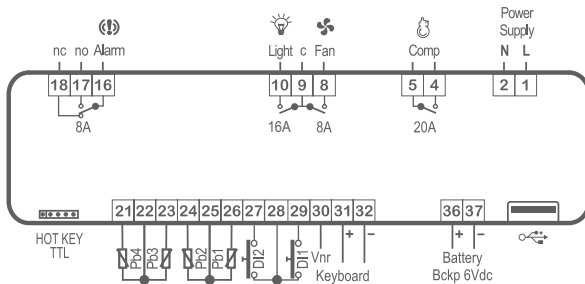 Power
Supply
nc no Alarm Light c Fan Comp N L
18 17 16 10 9 8 5 4 2 1
8A 16A 8A 20A
21 22 23 24 25 26 27 28 29 30 31 32 36 37
HOT KEY
TTL
Pb4 Pb3 Pb2 Pb1 DI2 DI1 Vnr + − + −
Keyboard
Battery
Bckp 6Vdc